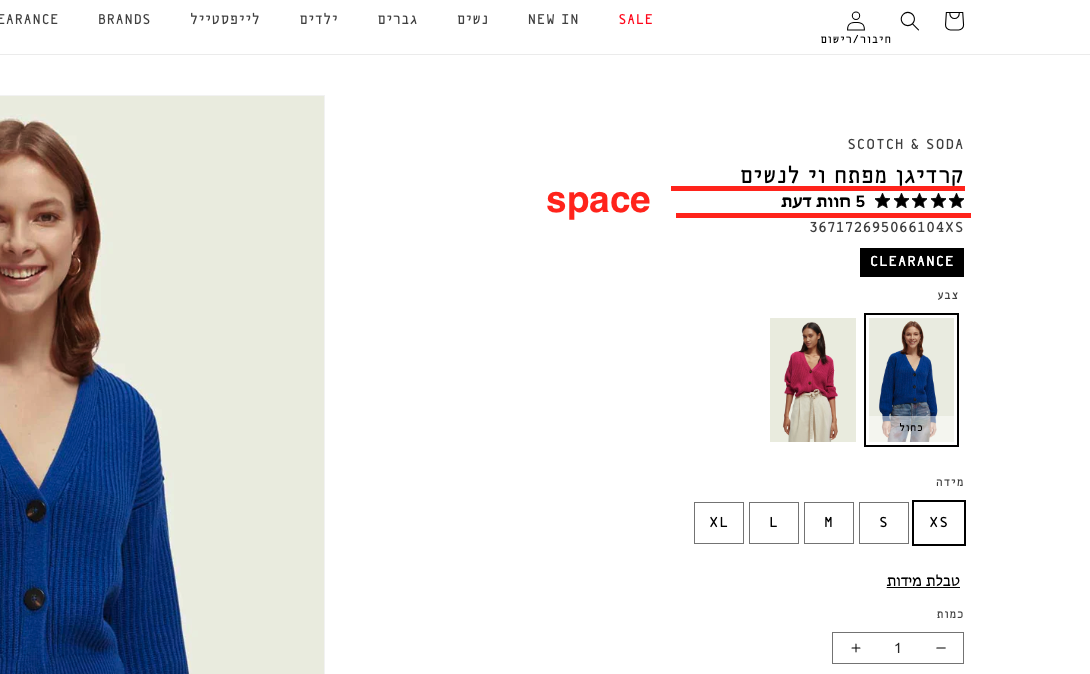 EARANCE BRANDS לייפסטייל ילדים גברים נשים NEW IN SALE
חיבור/רישום
SCOTCH & SODA
קרדיגן מפתח וי לנשים
space
5 חוות דעת
367172695066104XS
CLEARANCE
צבע
כחול
מידה
XS S M L XL
טבלת מידות
כמות
− 1 +